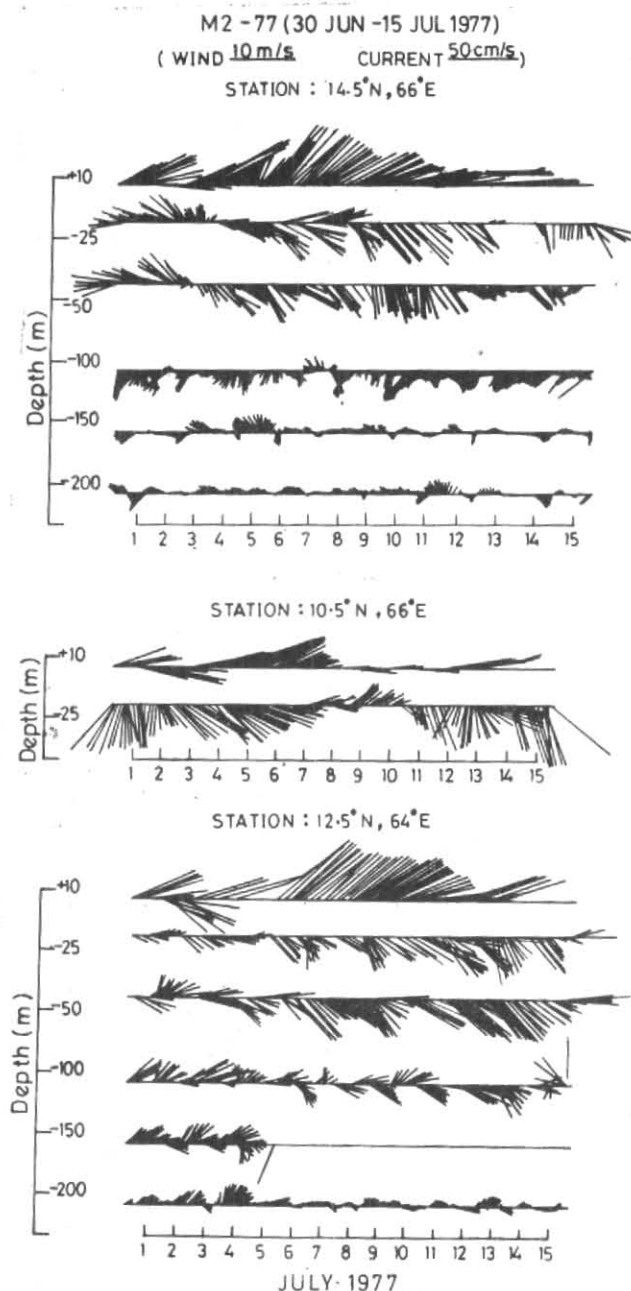 M2-77 (30 JUN -15 JUL 1977)
( WIND 10 m/s CURRENT 50 cm/s )
STATION : 14.5°N, 66°E
+10
-25
-50
-100
-150
-200
Depth (m)
1 2 3 4 5 6 7 8 9 10 11 12 13 14 15
STATION : 10.5°N, 66°E
+10
-25
Depth (m)
1 2 3 4 5 6 7 8 9 10 11 12 13 14 15
STATION : 12.5°N, 64°E
+10
-25
-50
-100
-150
-200
Depth (m)
1 2 3 4 5 6 7 8 9 10 11 12 13 14 15
JULY-1977